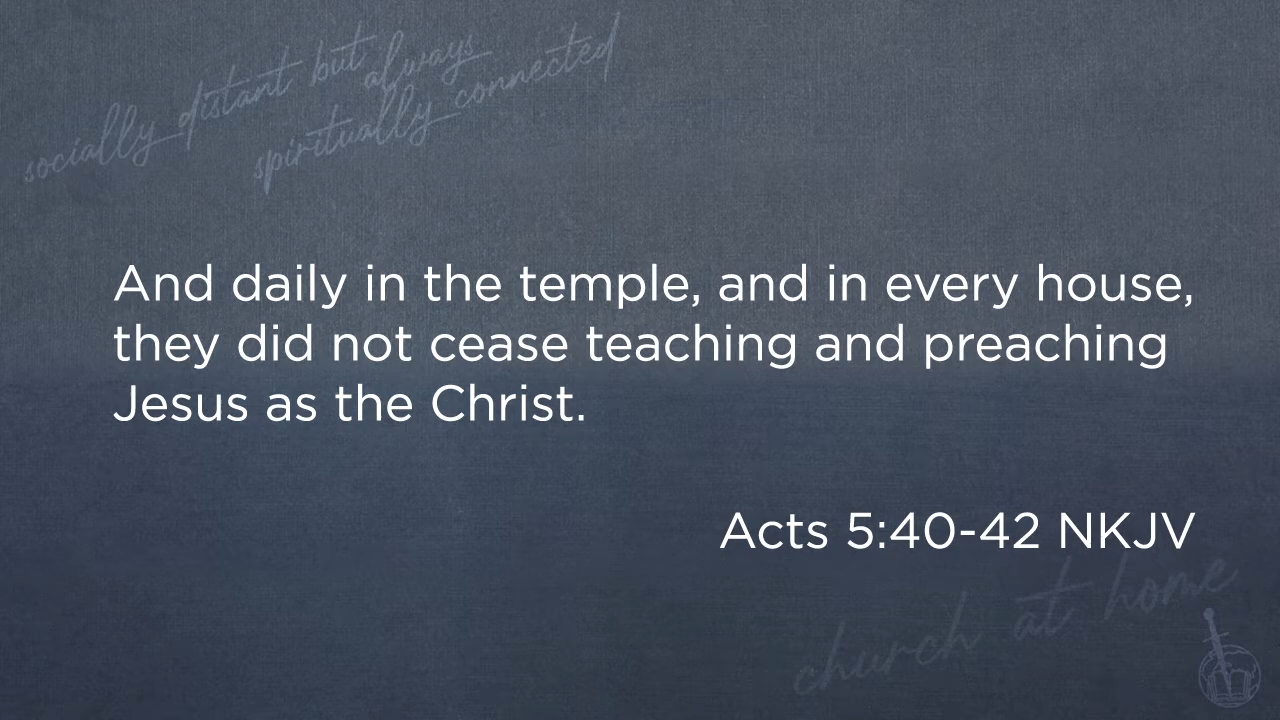 socially distant but always
spiritually connected
And daily in the temple, and in every house,
they did not cease teaching and preaching
Jesus as the Christ.
Acts 5:40-42 NKJV
church at home